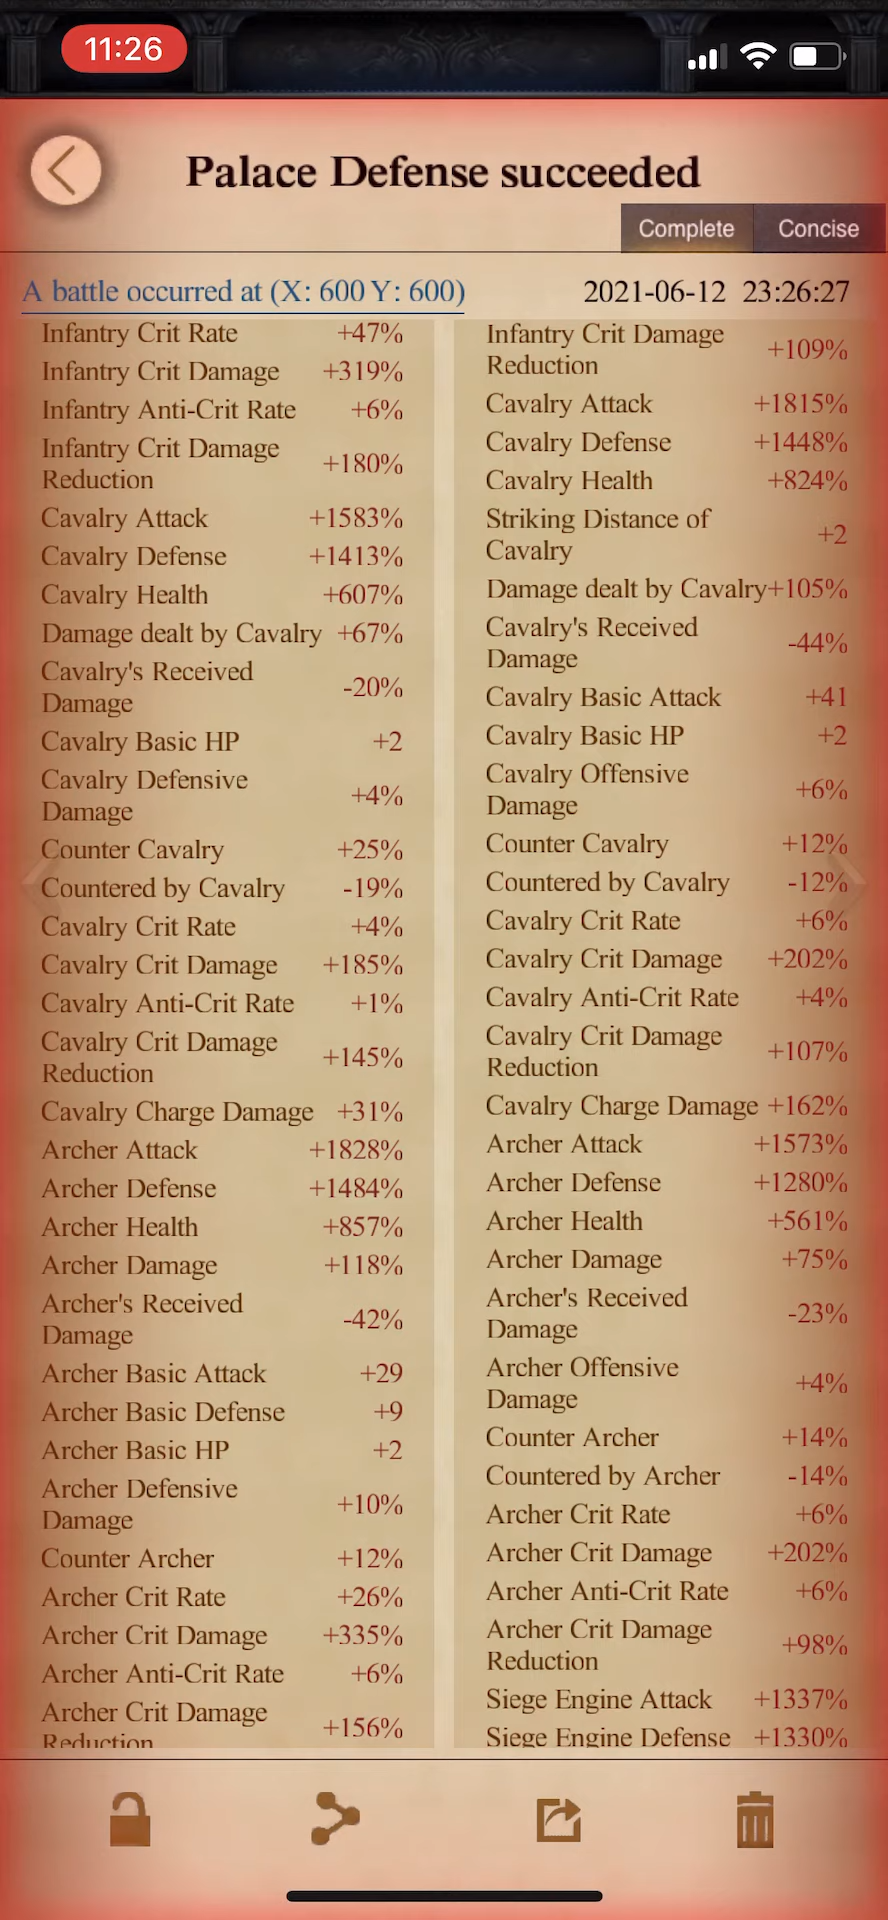 11:26
Palace Defense succeeded
Complete
Concise
A battle occurred at (X: 600 Y: 600)
2021-06-12 23:26:27
Infantry Crit Rate +47%
Infantry Crit Damage +319%
Infantry Anti-Crit Rate +6%
Infantry Crit Damage
Reduction +180%
Cavalry Attack +1583%
Cavalry Defense +1413%
Cavalry Health +607%
Damage dealt by Cavalry +67%
Cavalry's Received
Damage -20%
Cavalry Basic HP +2
Cavalry Defensive
Damage +4%
Counter Cavalry +25%
Countered by Cavalry -19%
Cavalry Crit Rate +4%
Cavalry Crit Damage +185%
Cavalry Anti-Crit Rate +1%
Cavalry Crit Damage
Reduction +145%
Cavalry Charge Damage +31%
Archer Attack +1828%
Archer Defense +1484%
Archer Health +857%
Archer Damage +118%
Archer's Received
Damage -42%
Archer Basic Attack +29
Archer Basic Defense +9
Archer Basic HP +2
Archer Defensive
Damage +10%
Counter Archer +12%
Archer Crit Rate +26%
Archer Crit Damage +335%
Archer Anti-Crit Rate +6%
Archer Crit Damage
Reduction +156%
Infantry Crit Damage
Reduction +109%
Cavalry Attack +1815%
Cavalry Defense +1448%
Cavalry Health +824%
Striking Distance of
Cavalry +2
Damage dealt by Cavalry+105%
Cavalry's Received
Damage -44%
Cavalry Basic Attack +41
Cavalry Basic HP +2
Cavalry Offensive
Damage +6%
Counter Cavalry +12%
Countered by Cavalry -12%
Cavalry Crit Rate +6%
Cavalry Crit Damage +202%
Cavalry Anti-Crit Rate +4%
Cavalry Crit Damage
Reduction +107%
Cavalry Charge Damage +162%
Archer Attack +1573%
Archer Defense +1280%
Archer Health +561%
Archer Damage +75%
Archer's Received
Damage -23%
Archer Offensive
Damage +4%
Counter Archer +14%
Countered by Archer -14%
Archer Crit Rate +6%
Archer Crit Damage +202%
Archer Anti-Crit Rate +6%
Archer Crit Damage
Reduction +98%
Siege Engine Attack +1337%
Siege Engine Defense +1330%